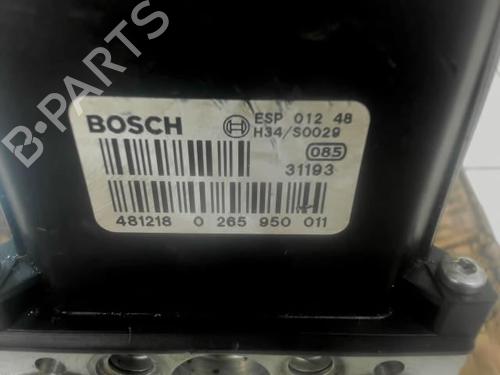 B-PARTS
BOSCH
ESP 012 48
H34/S0029
085
31193
481218 0 265 950 011